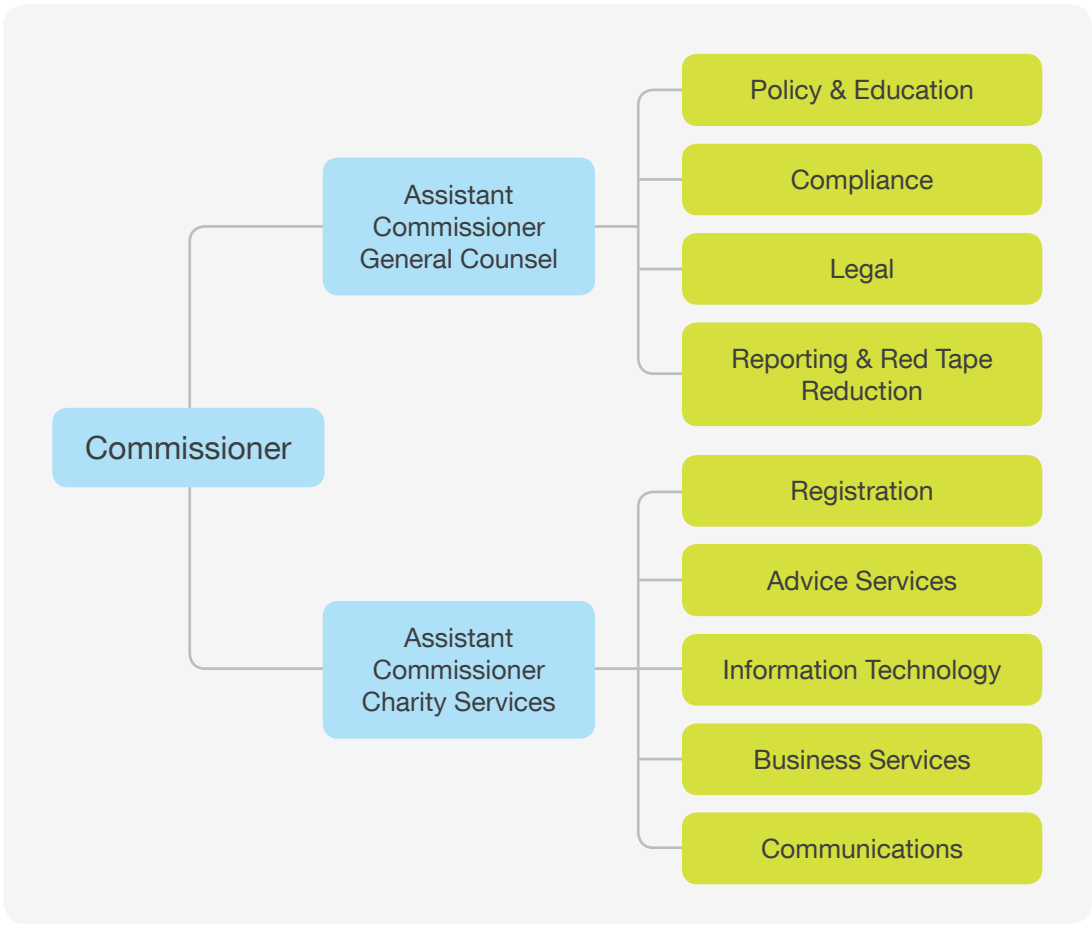 Commissioner
Assistant
Commissioner
General Counsel
Policy & Education
Compliance
Legal
Reporting & Red Tape
Reduction
Assistant
Commissioner
Charity Services
Registration
Advice Services
Information Technology
Business Services
Communications